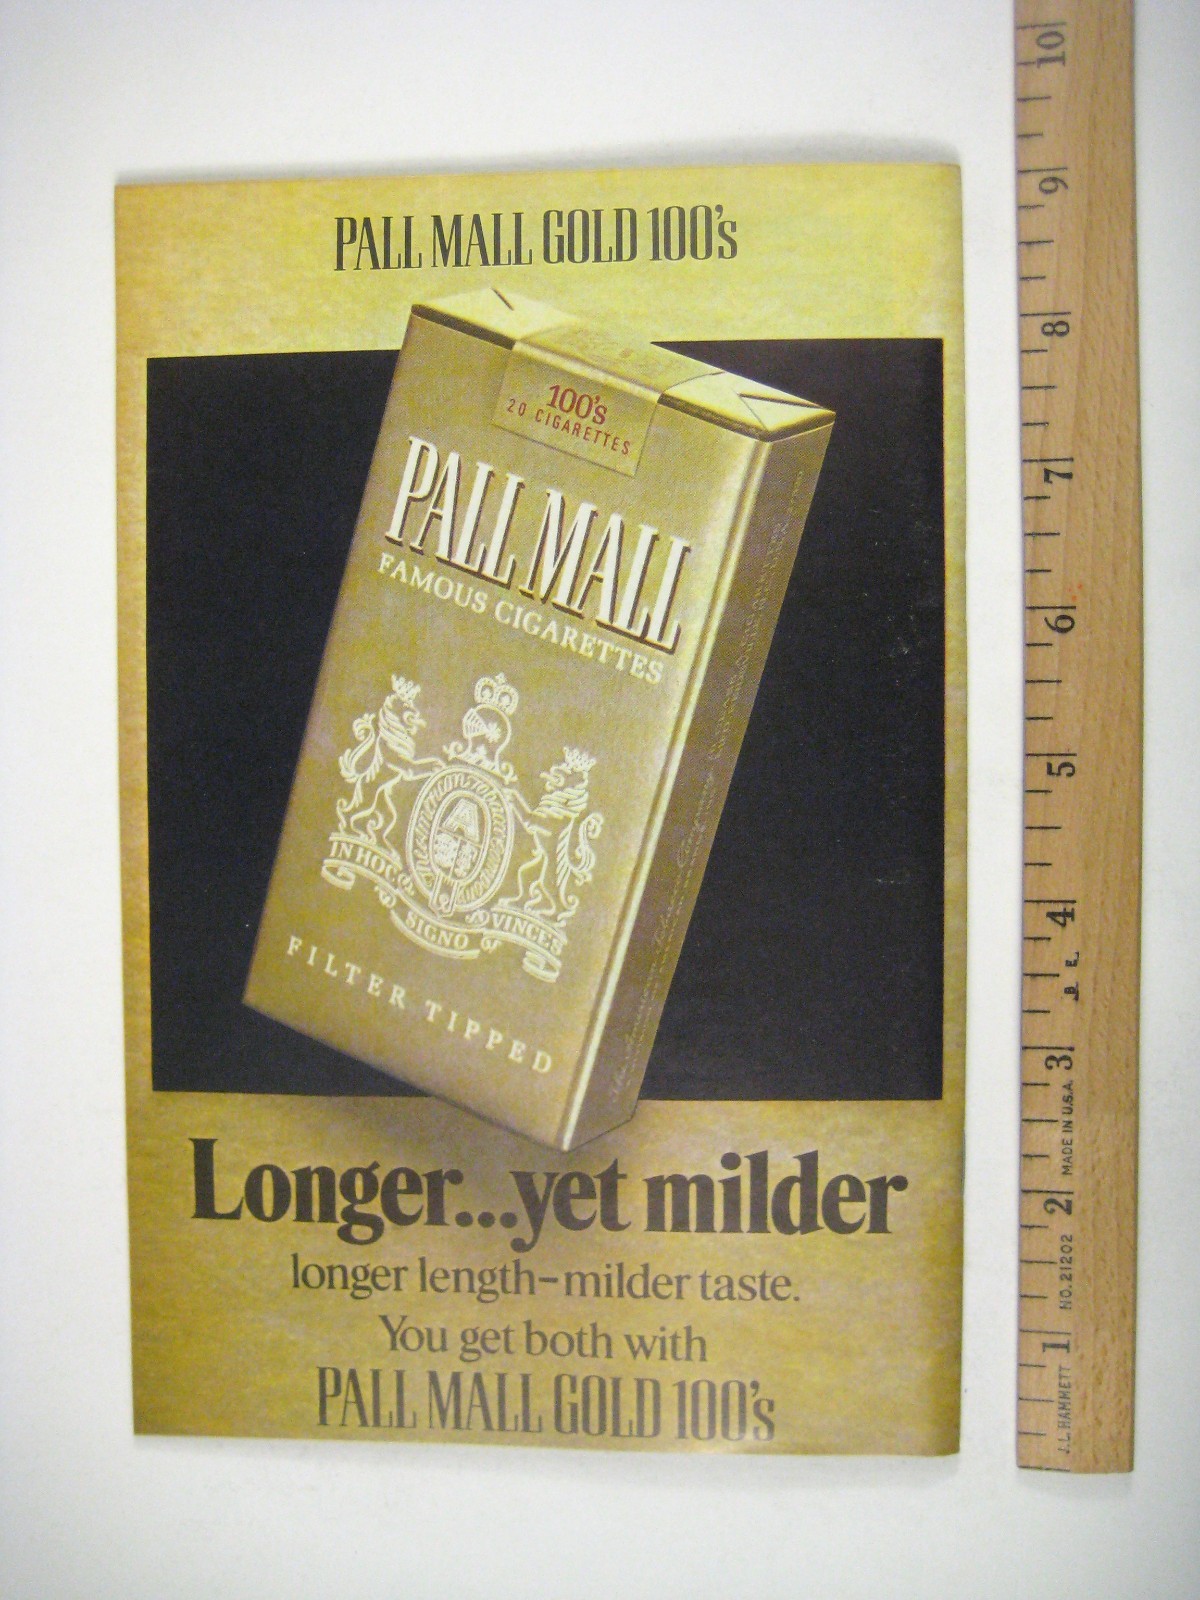 PALL MALL GOLD 100's
100's
20 CIGARETTES
PALL MALL
FAMOUS CIGARETTES
IN HOC
SIGNO
VINCES
FILTER TIPPED
Longer...yet milder
longer length-milder taste.
You get both with
PALL MALL GOLD 100's
J.L. HAMMETT NO. 21202 MADE IN U.S.A. B. E.
1
2
3
4
5
6
7
8
9
10